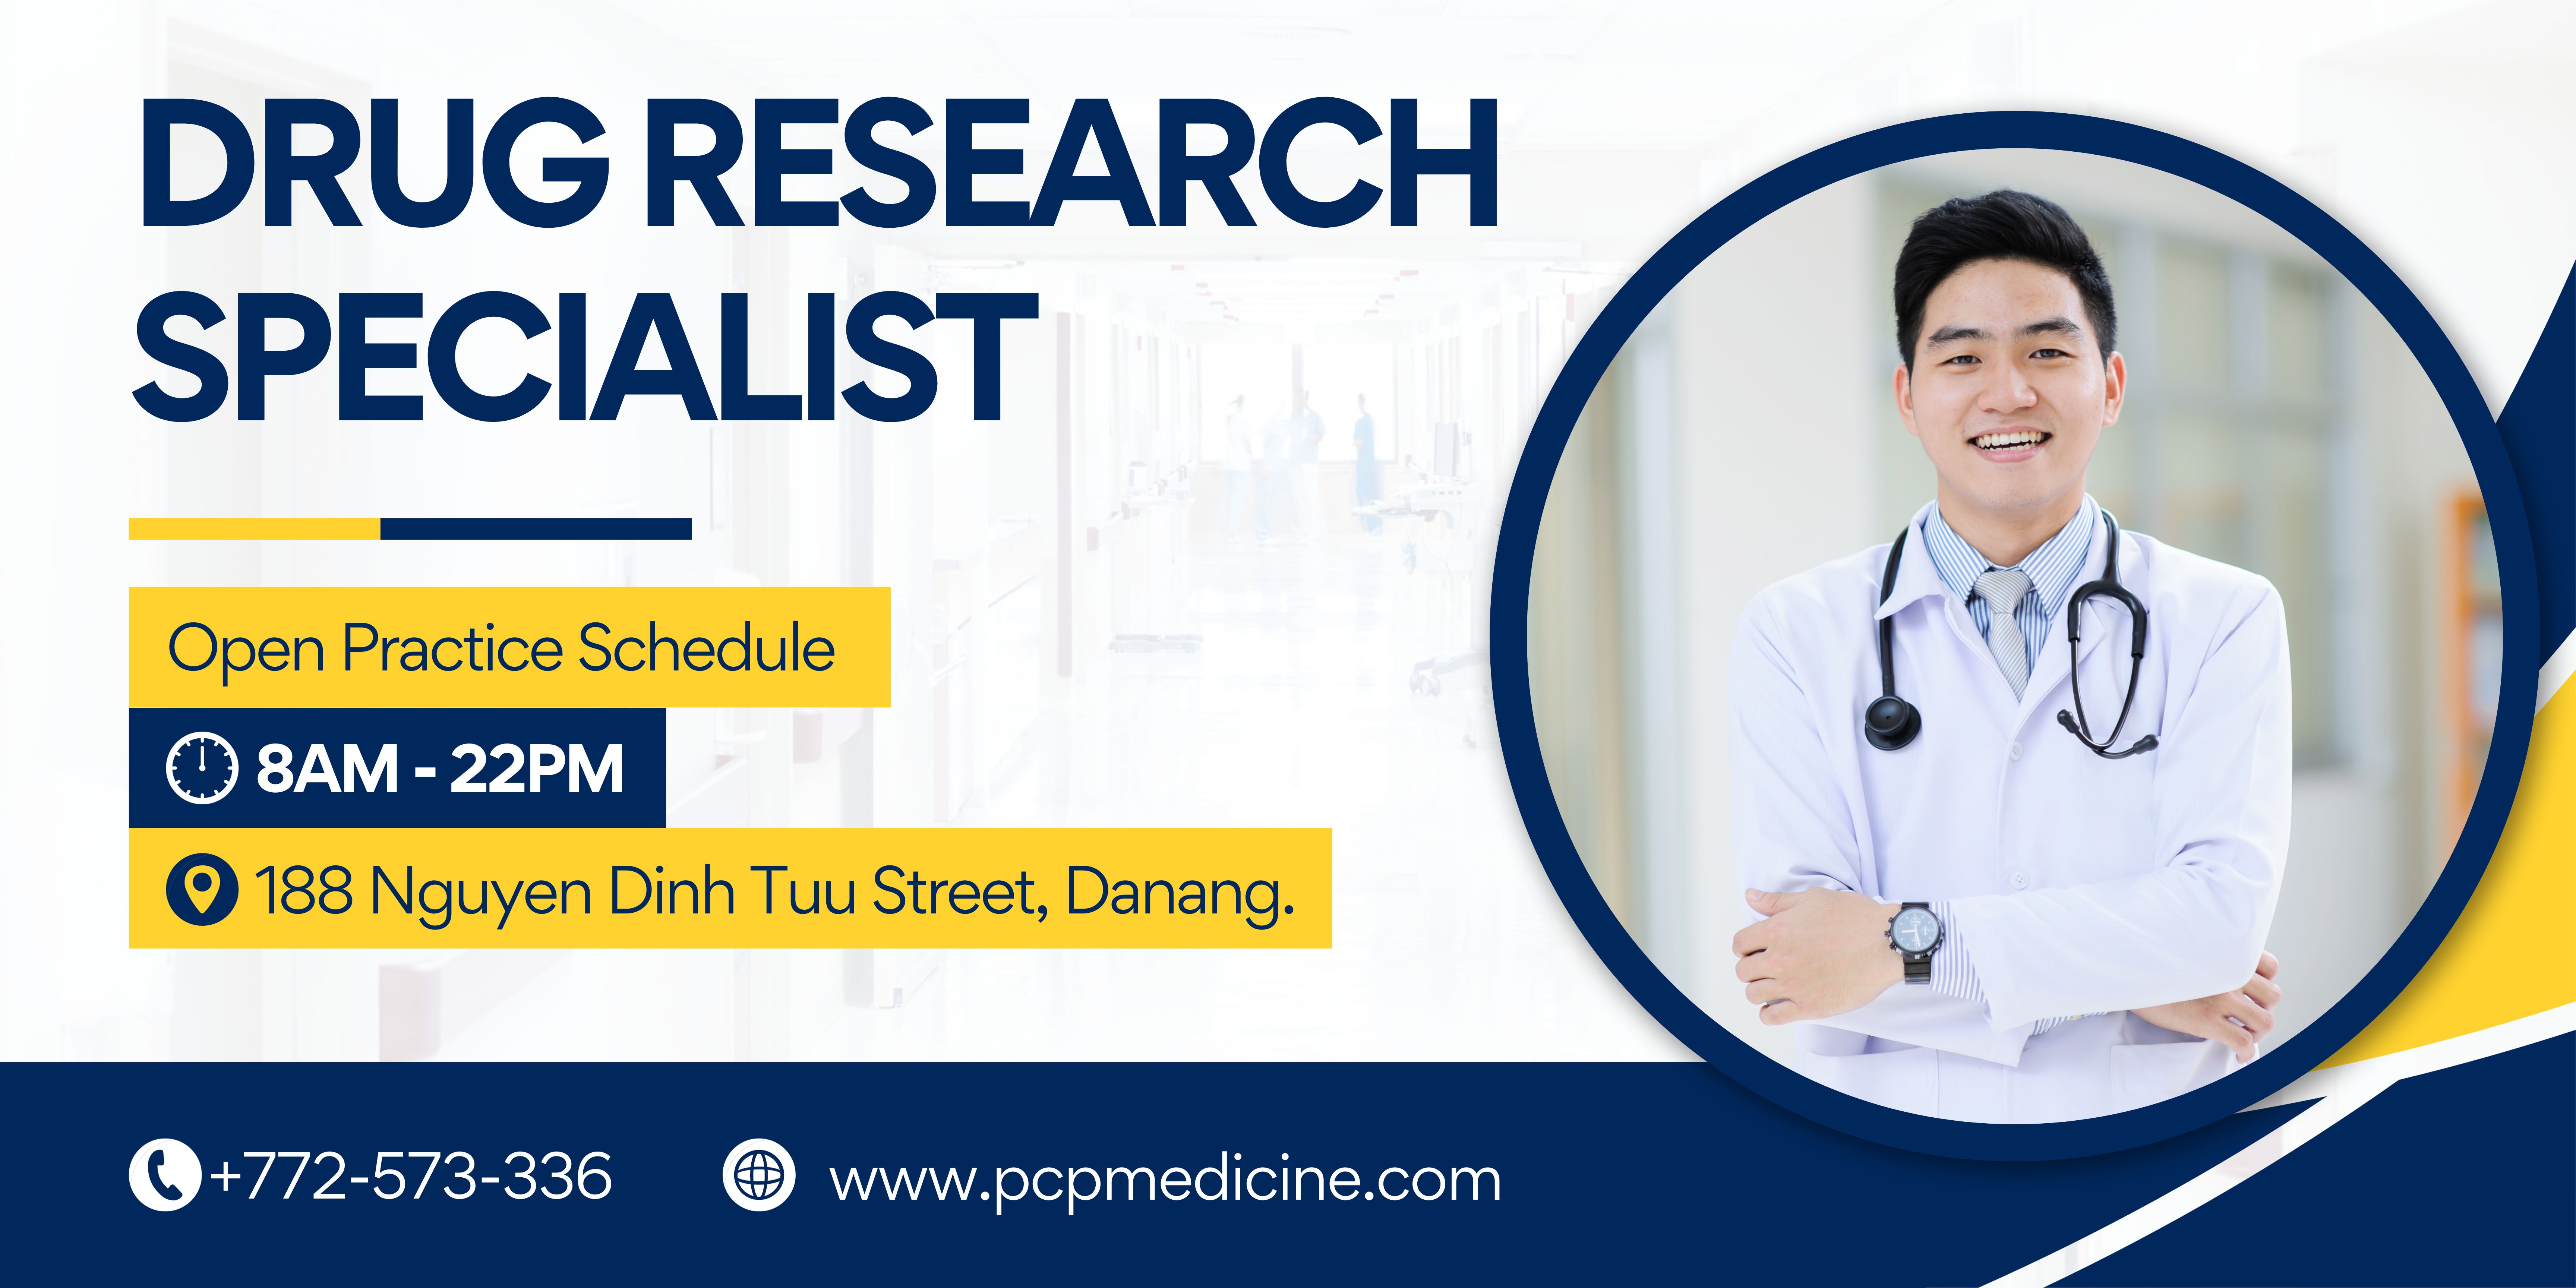 DRUG RESEARCH
SPECIALIST
Open Practice Schedule
8AM - 22PM
188 Nguyen Dinh Tuu Street, Danang.
+772-573-336
www.pcpmedicine.com